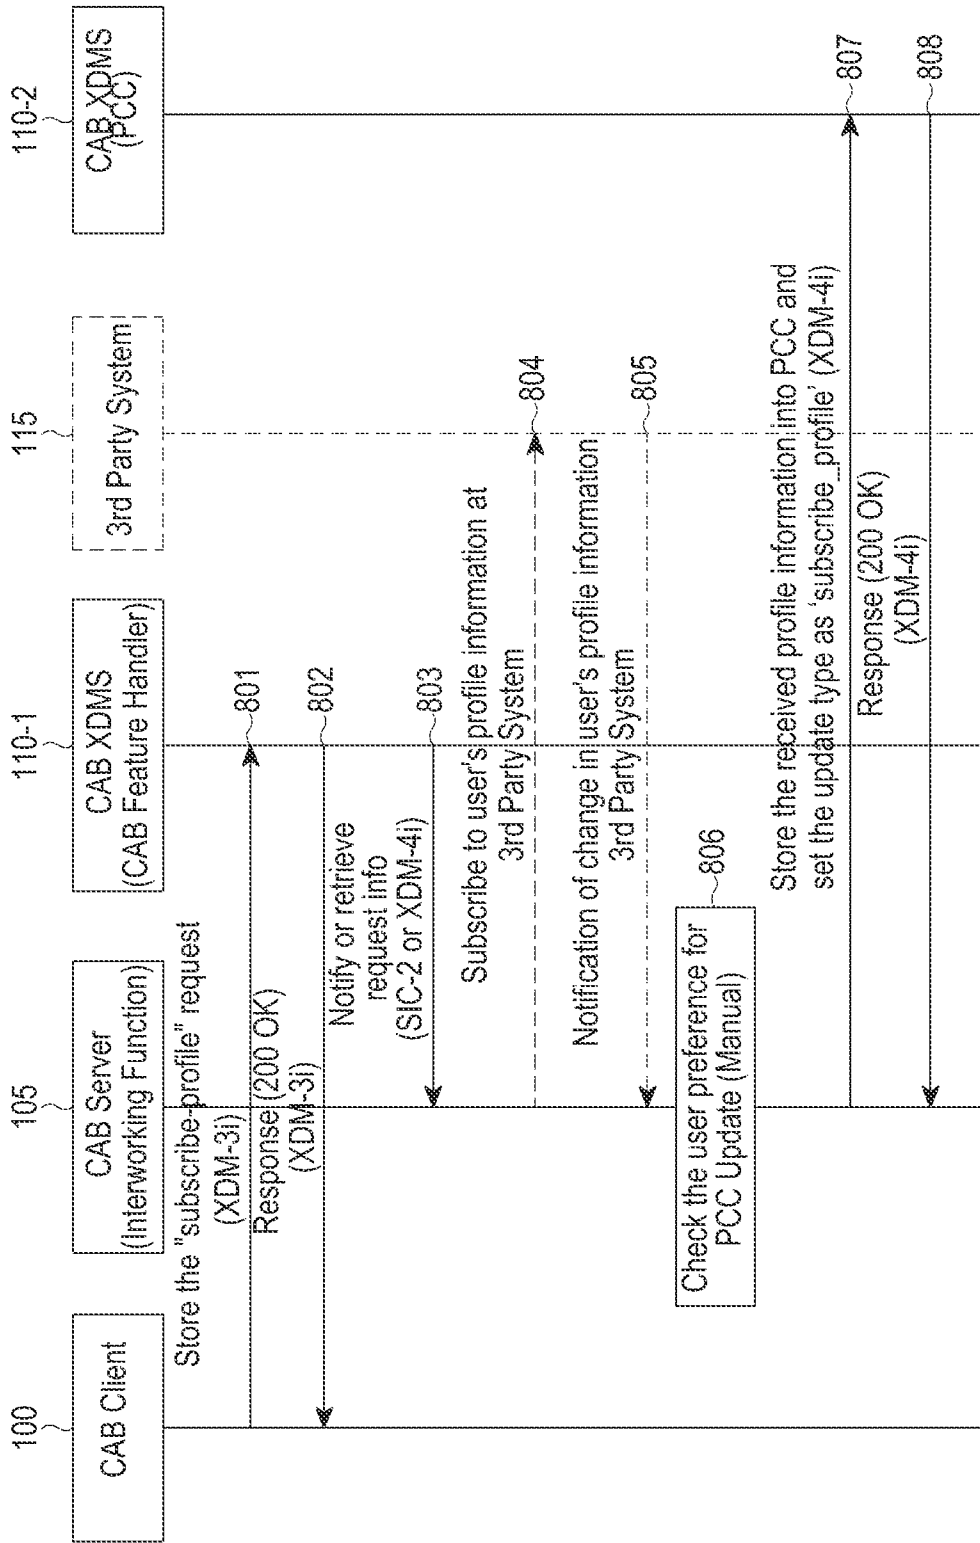 100
105
110-1
115
110-2
CAB Client
CAB Server
(Interworking Function)
CAB XDMS
(CAB Feature Handler)
3rd Party System
CAB XDMS
(PCC)
Store the "subscribe-profile" request
(XDM-3i)
801
Response (200 OK)
(XDM-3i)
802
Notify or retrieve
request info
(SIC-2 or XDM-4i)
803
Subscribe to user's profile information at
3rd Party System
804
Notification of change in user's profile information
3rd Party System
805
Check the user preference for
PCC Update (Manual)
806
Store the received profile information into PCC and
set the update type as 'subscribe_profile' (XDM-4i)
807
Response (200 OK)
(XDM-4i)
808